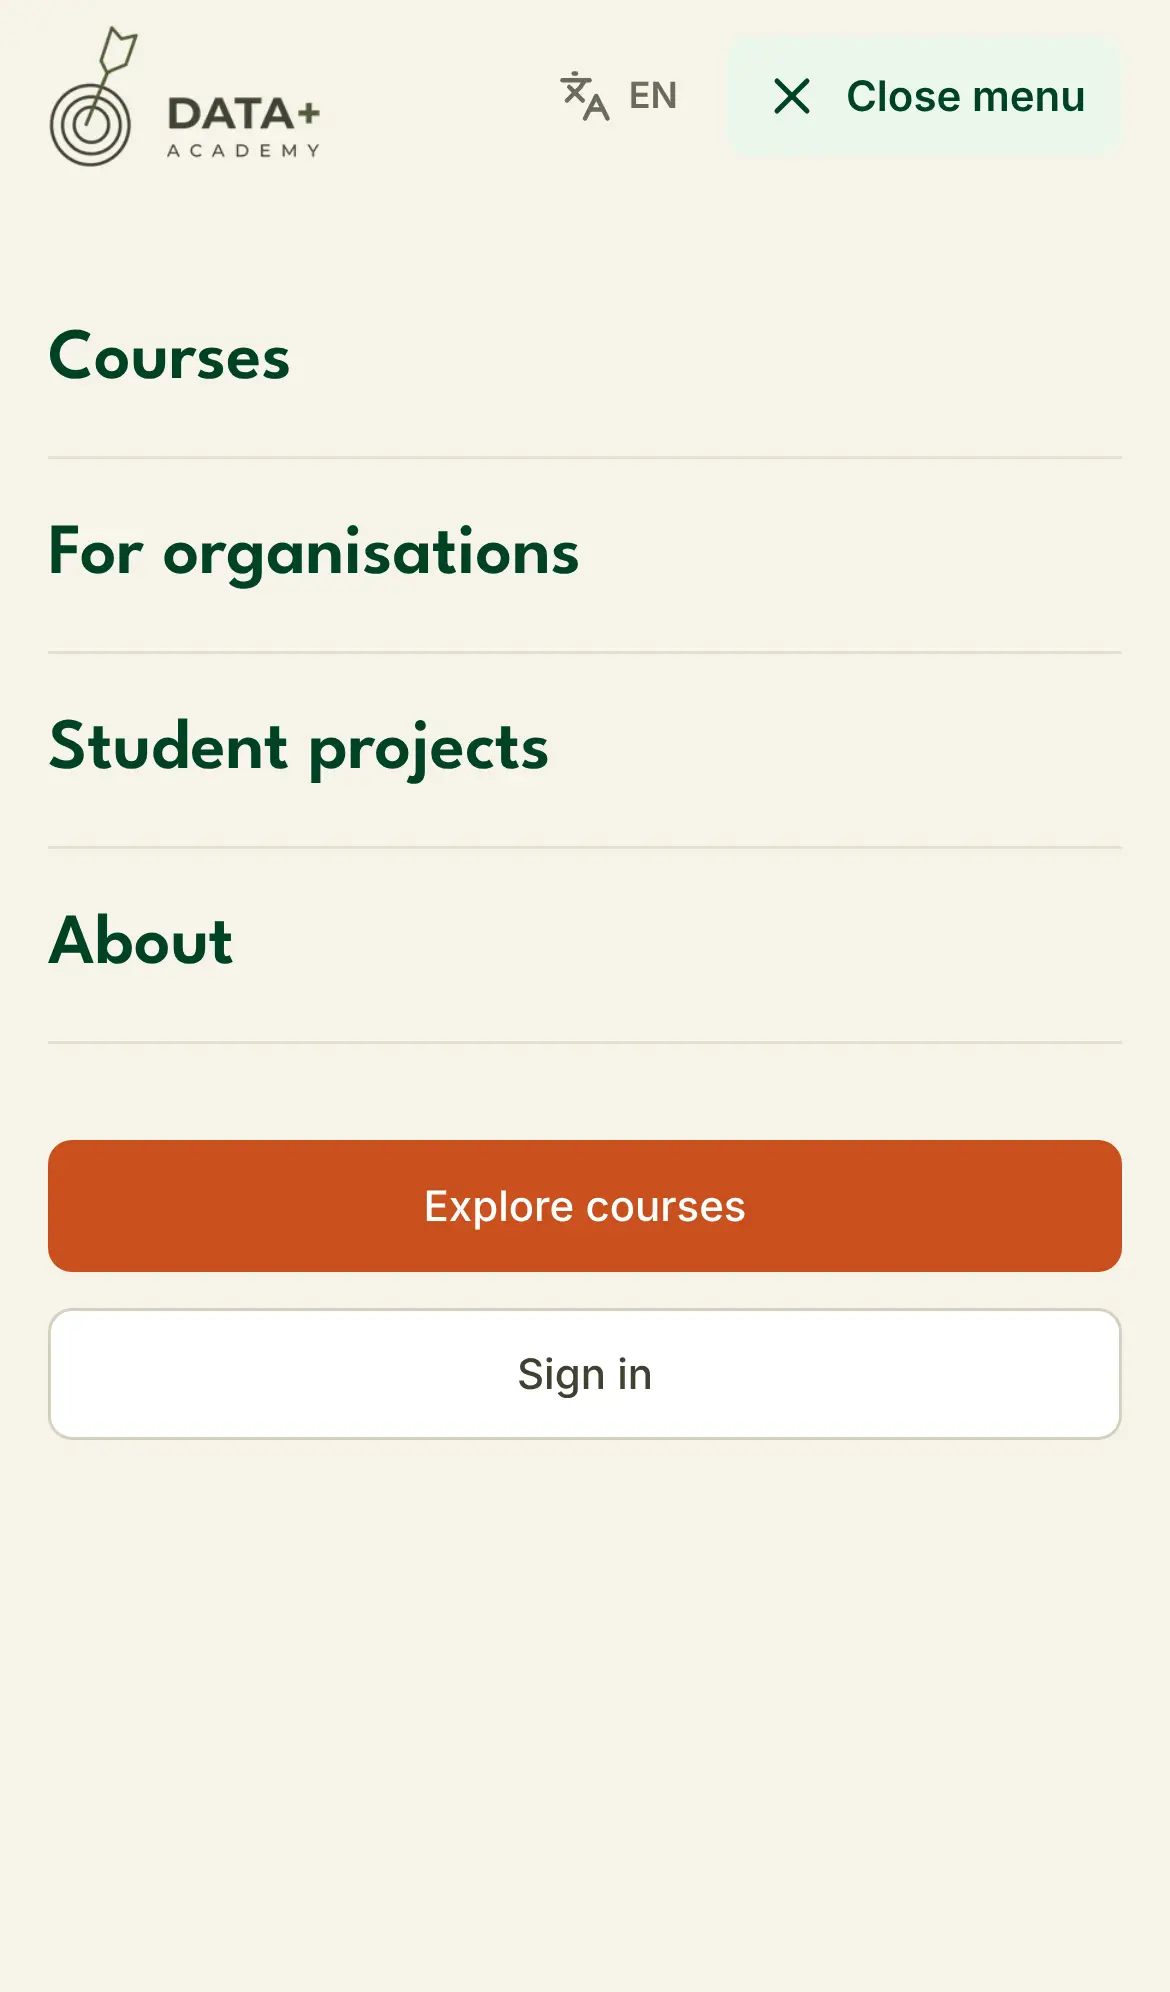 DATA+
ACADEMY
EN
Close menu
Courses
For organisations
Student projects
About
Explore courses
Sign in